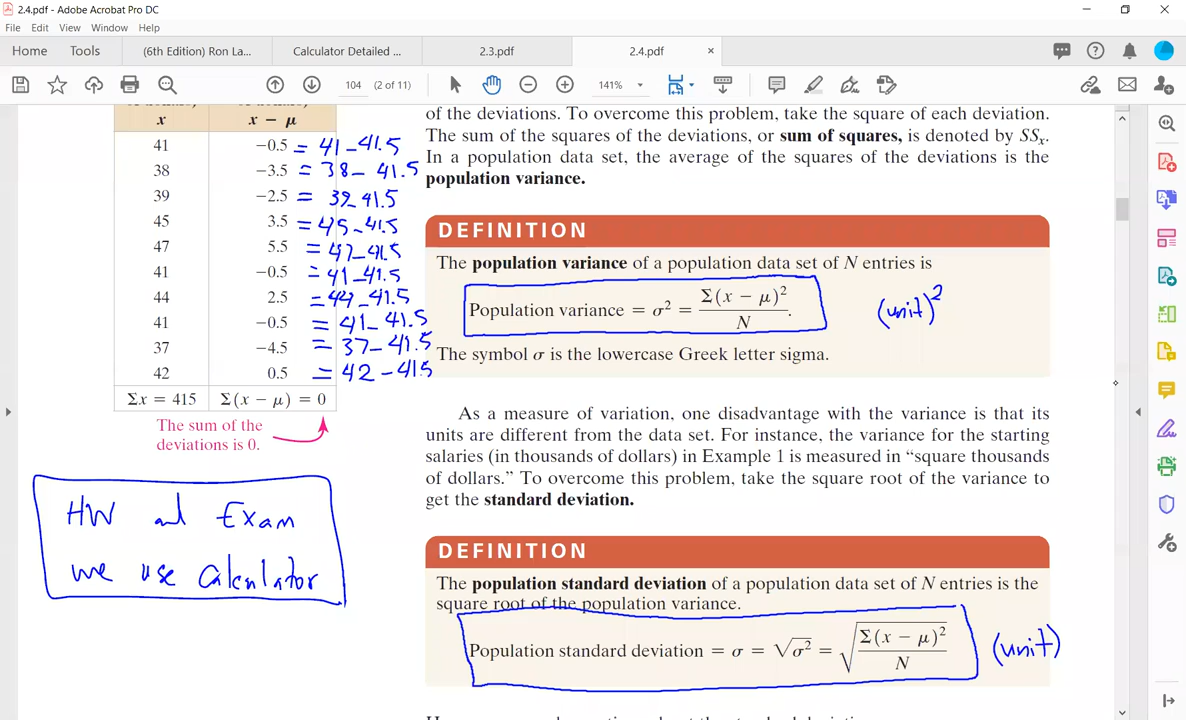 2.4.pdf - Adobe Acrobat Pro DC
File Edit View Window Help
Home Tools (6th Edition) Ron La... Calculator Detailed ... 2.3.pdf 2.4.pdf ×
104 (2 of 11) 141%
x x − μ
41 −0.5 = 41-41.5
38 −3.5 = 38-41.5
39 −2.5 = 39-41.5
45 3.5 = 45-41.5
47 5.5 = 47-41.5
41 −0.5 = 41-41.5
44 2.5 = 44-41.5
41 −0.5 = 41-41.5
37 −4.5 = 37-41.5
42 0.5 = 42-41.5
Σx = 415 Σ(x − μ) = 0
The sum of the
deviations is 0.
HW and Exam
we use Calculator
of the deviations. To overcome this problem, take the square of each deviation.
The sum of the squares of the deviations, or sum of squares, is denoted by SSₓ.
In a population data set, the average of the squares of the deviations is the
population variance.
DEFINITION
The population variance of a population data set of N entries is
Population variance = σ² = Σ(x − μ)² / N. (unit)²
The symbol σ is the lowercase Greek letter sigma.
As a measure of variation, one disadvantage with the variance is that its
units are different from the data set. For instance, the variance for the starting
salaries (in thousands of dollars) in Example 1 is measured in “square thousands
of dollars.” To overcome this problem, take the square root of the variance to
get the standard deviation.
DEFINITION
The population standard deviation of a population data set of N entries is the
square root of the population variance.
Population standard deviation = σ = √σ² = √(Σ(x − μ)² / N) (unit)